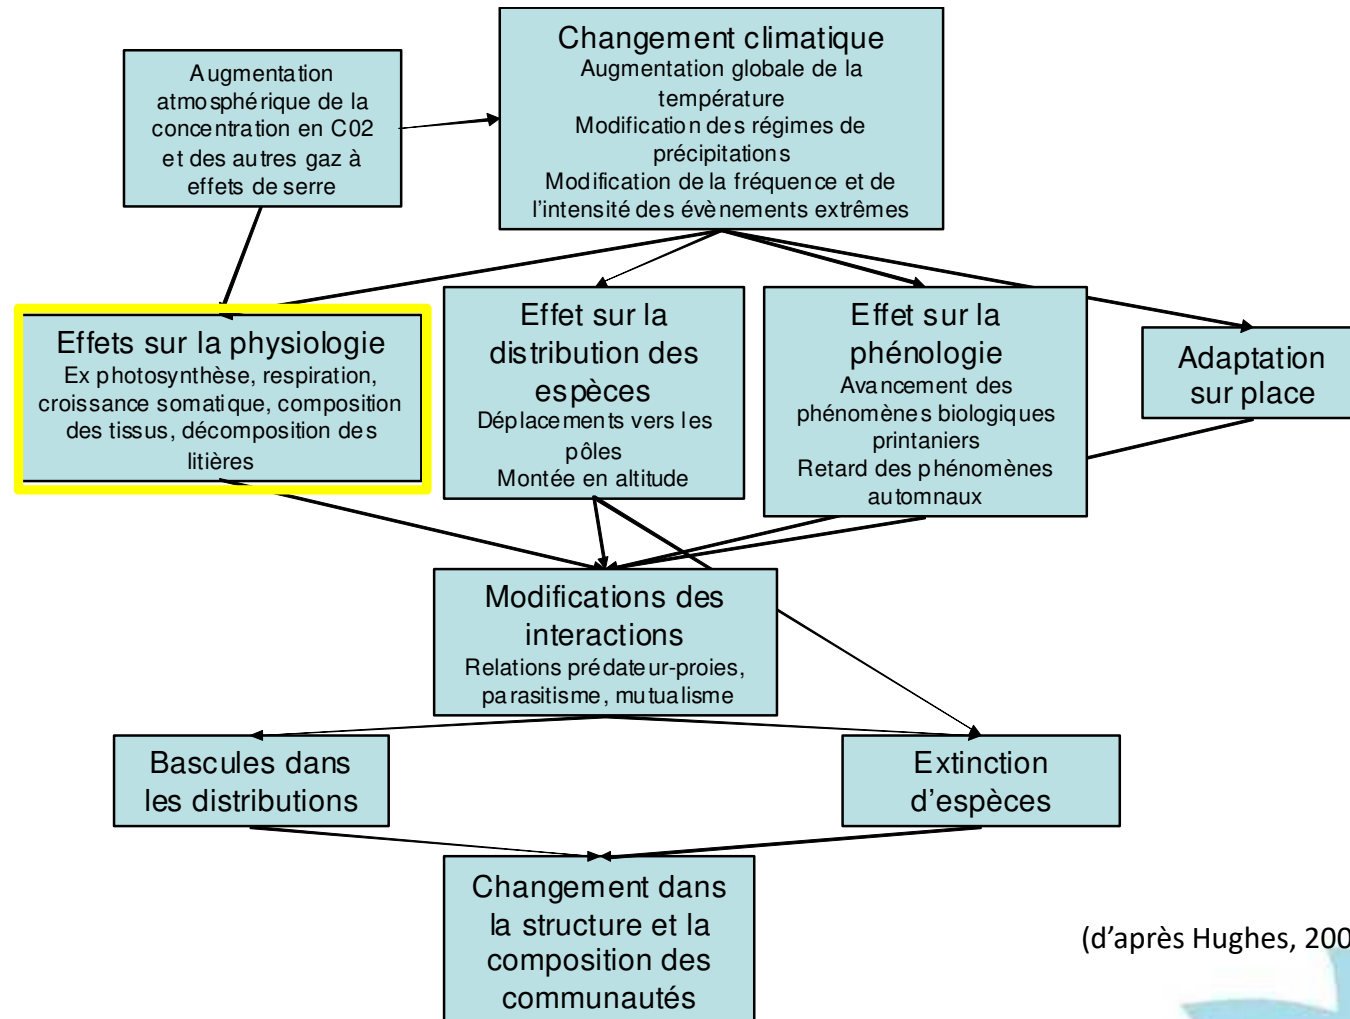 Augmentation
atmosphérique de la
concentration en C02
et des autres gaz à
effets de serre
Changement climatique
Augmentation globale de la
température
Modification des régimes de
précipitations
Modification de la fréquence et de
l'intensité des évènements extrêmes
Effets sur la physiologie
Ex photosynthèse, respiration,
croissance somatique, composition
des tissus, décomposition des
litières
Effet sur la
distribution des
espèces
Déplacements vers les
pôles
Montée en altitude
Effet sur la
phénologie
Avancement des
phénomènes biologiques
printaniers
Retard des phénomènes
automnaux
Adaptation
sur place
Modifications des
interactions
Relations prédateur-proies,
parasitisme, mutualisme
Bascules dans
les distributions
Extinction
d'espèces
Changement dans
la structure et la
composition des
communautés
(d'après Hughes, 200